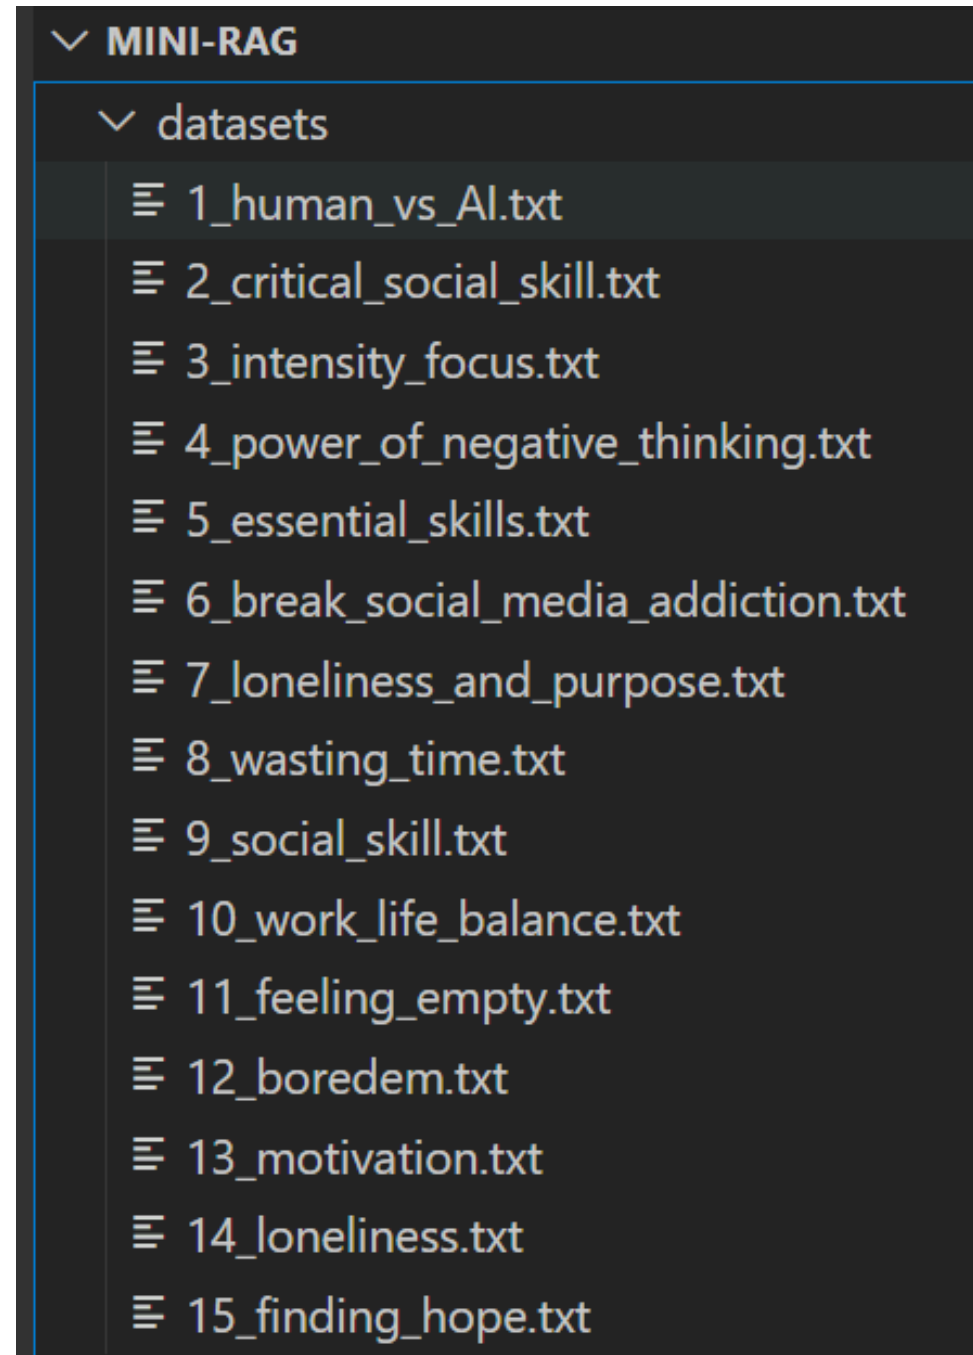 MINI-RAG
datasets
1_human_vs_AI.txt
2_critical_social_skill.txt
3_intensity_focus.txt
4_power_of_negative_thinking.txt
5_essential_skills.txt
6_break_social_media_addiction.txt
7_loneliness_and_purpose.txt
8_wasting_time.txt
9_social_skill.txt
10_work_life_balance.txt
11_feeling_empty.txt
12_boredem.txt
13_motivation.txt
14_loneliness.txt
15_finding_hope.txt